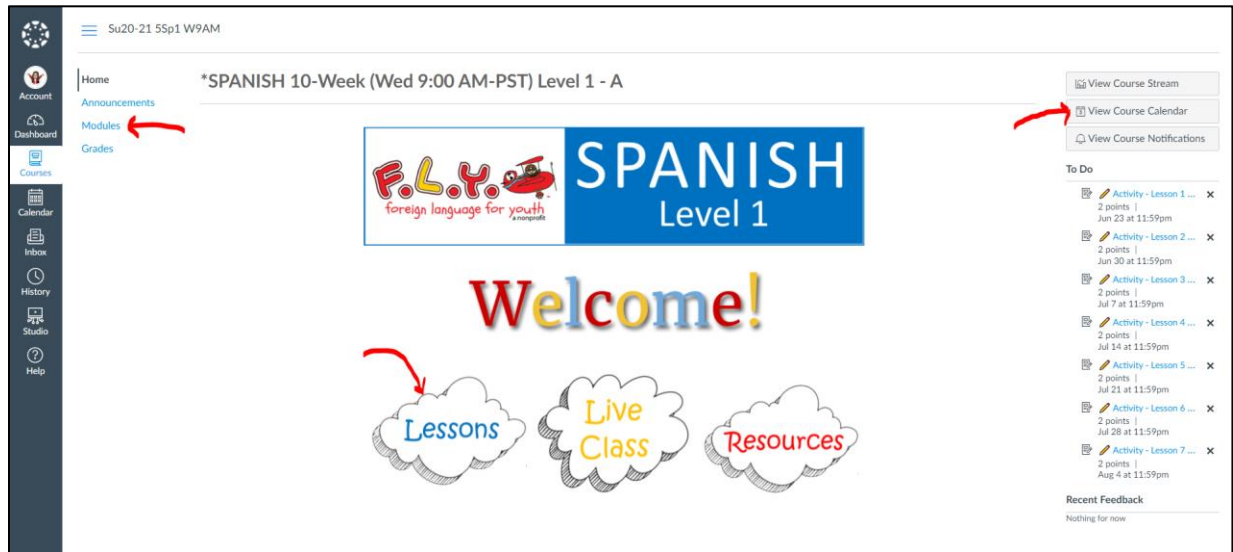 Su20-21 5Sp1 W9AM
Account
Dashboard
Courses
Calendar
Inbox
History
Studio
Help
Home
Announcements
Modules
Grades
*SPANISH 10-Week (Wed 9:00 AM-PST) Level 1 - A
F.L.Y.
foreign language for youth
a nonprofit
SPANISH
Level 1
Welcome!
Lessons
Live
Class
Resources
View Course Stream
View Course Calendar
View Course Notifications
To Do
Activity - Lesson 1 ...
2 points |
Jun 23 at 11:59pm
Activity - Lesson 2 ...
2 points |
Jun 30 at 11:59pm
Activity - Lesson 3 ...
2 points |
Jul 7 at 11:59pm
Activity - Lesson 4 ...
2 points |
Jul 14 at 11:59pm
Activity - Lesson 5 ...
2 points |
Jul 21 at 11:59pm
Activity - Lesson 6 ...
2 points |
Jul 28 at 11:59pm
Activity - Lesson 7 ...
2 points |
Aug 4 at 11:59pm
Recent Feedback
Nothing for now